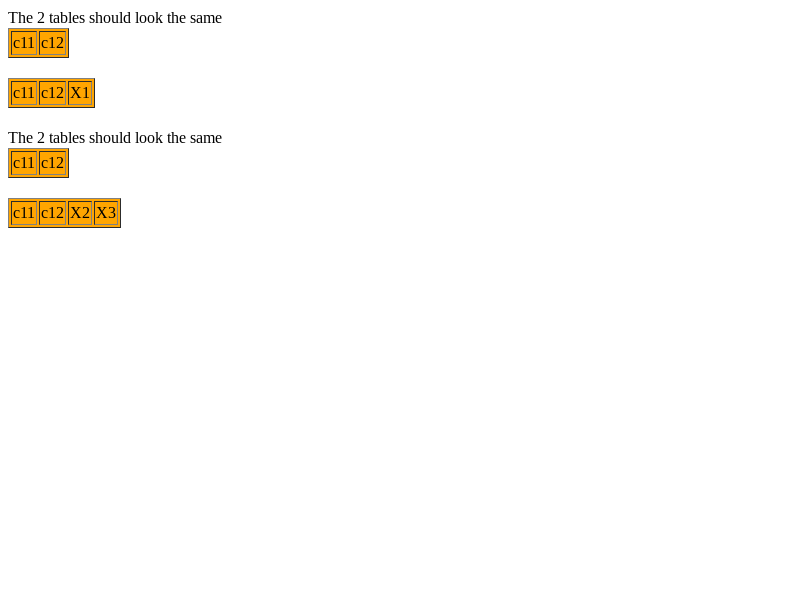 The 2 tables should look the same
c11 c12
c11 c12 X1
The 2 tables should look the same
c11 c12
c11 c12 X2 X3